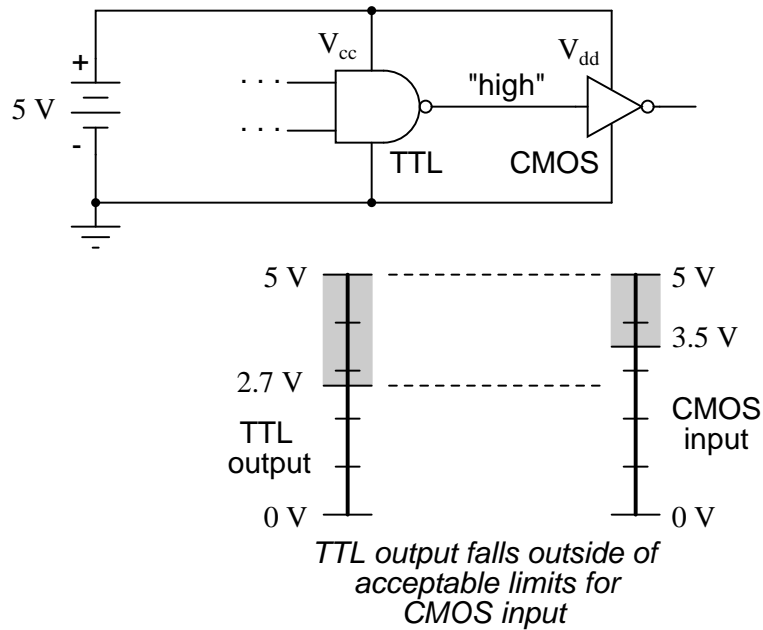 Vcc
Vdd
+
5 V
-
. . .
. . .
"high"
TTL
CMOS
5 V
5 V
3.5 V
2.7 V
TTL
output
CMOS
input
0 V
0 V
TTL output falls outside of
acceptable limits for
CMOS input